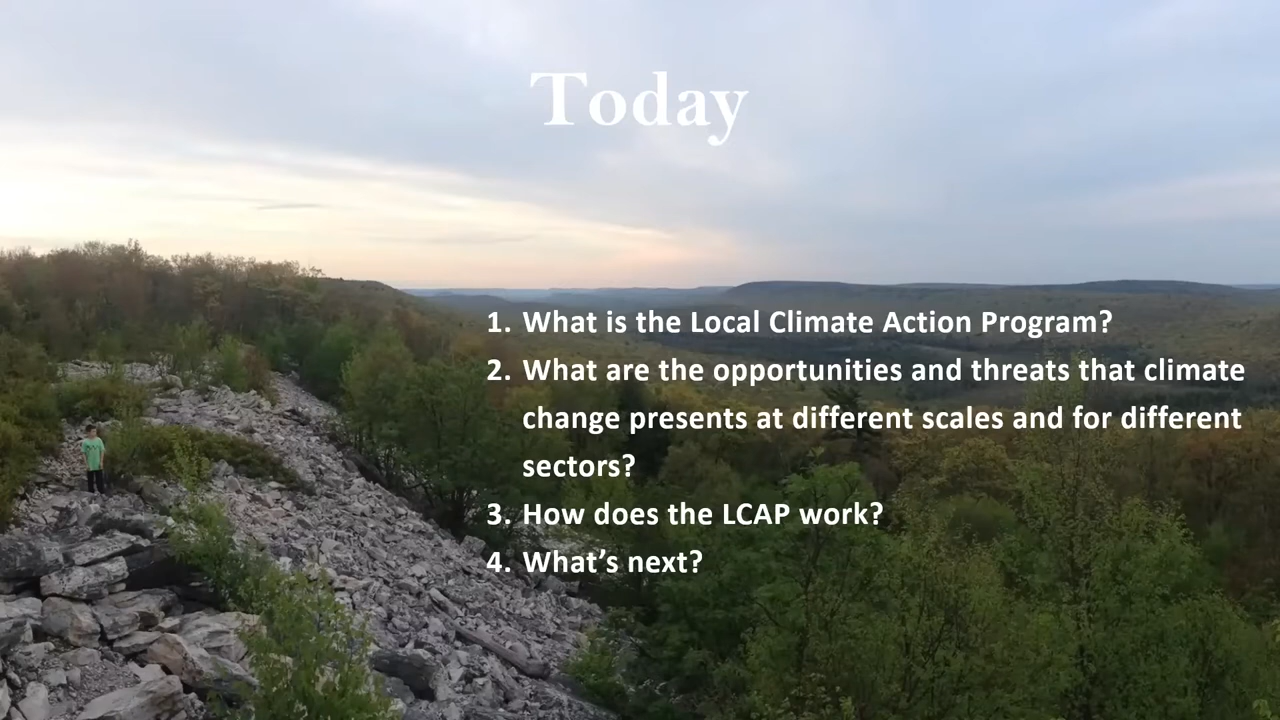 Today
1. What is the Local Climate Action Program?
2. What are the opportunities and threats that climate
change presents at different scales and for different
sectors?
3. How does the LCAP work?
4. What’s next?